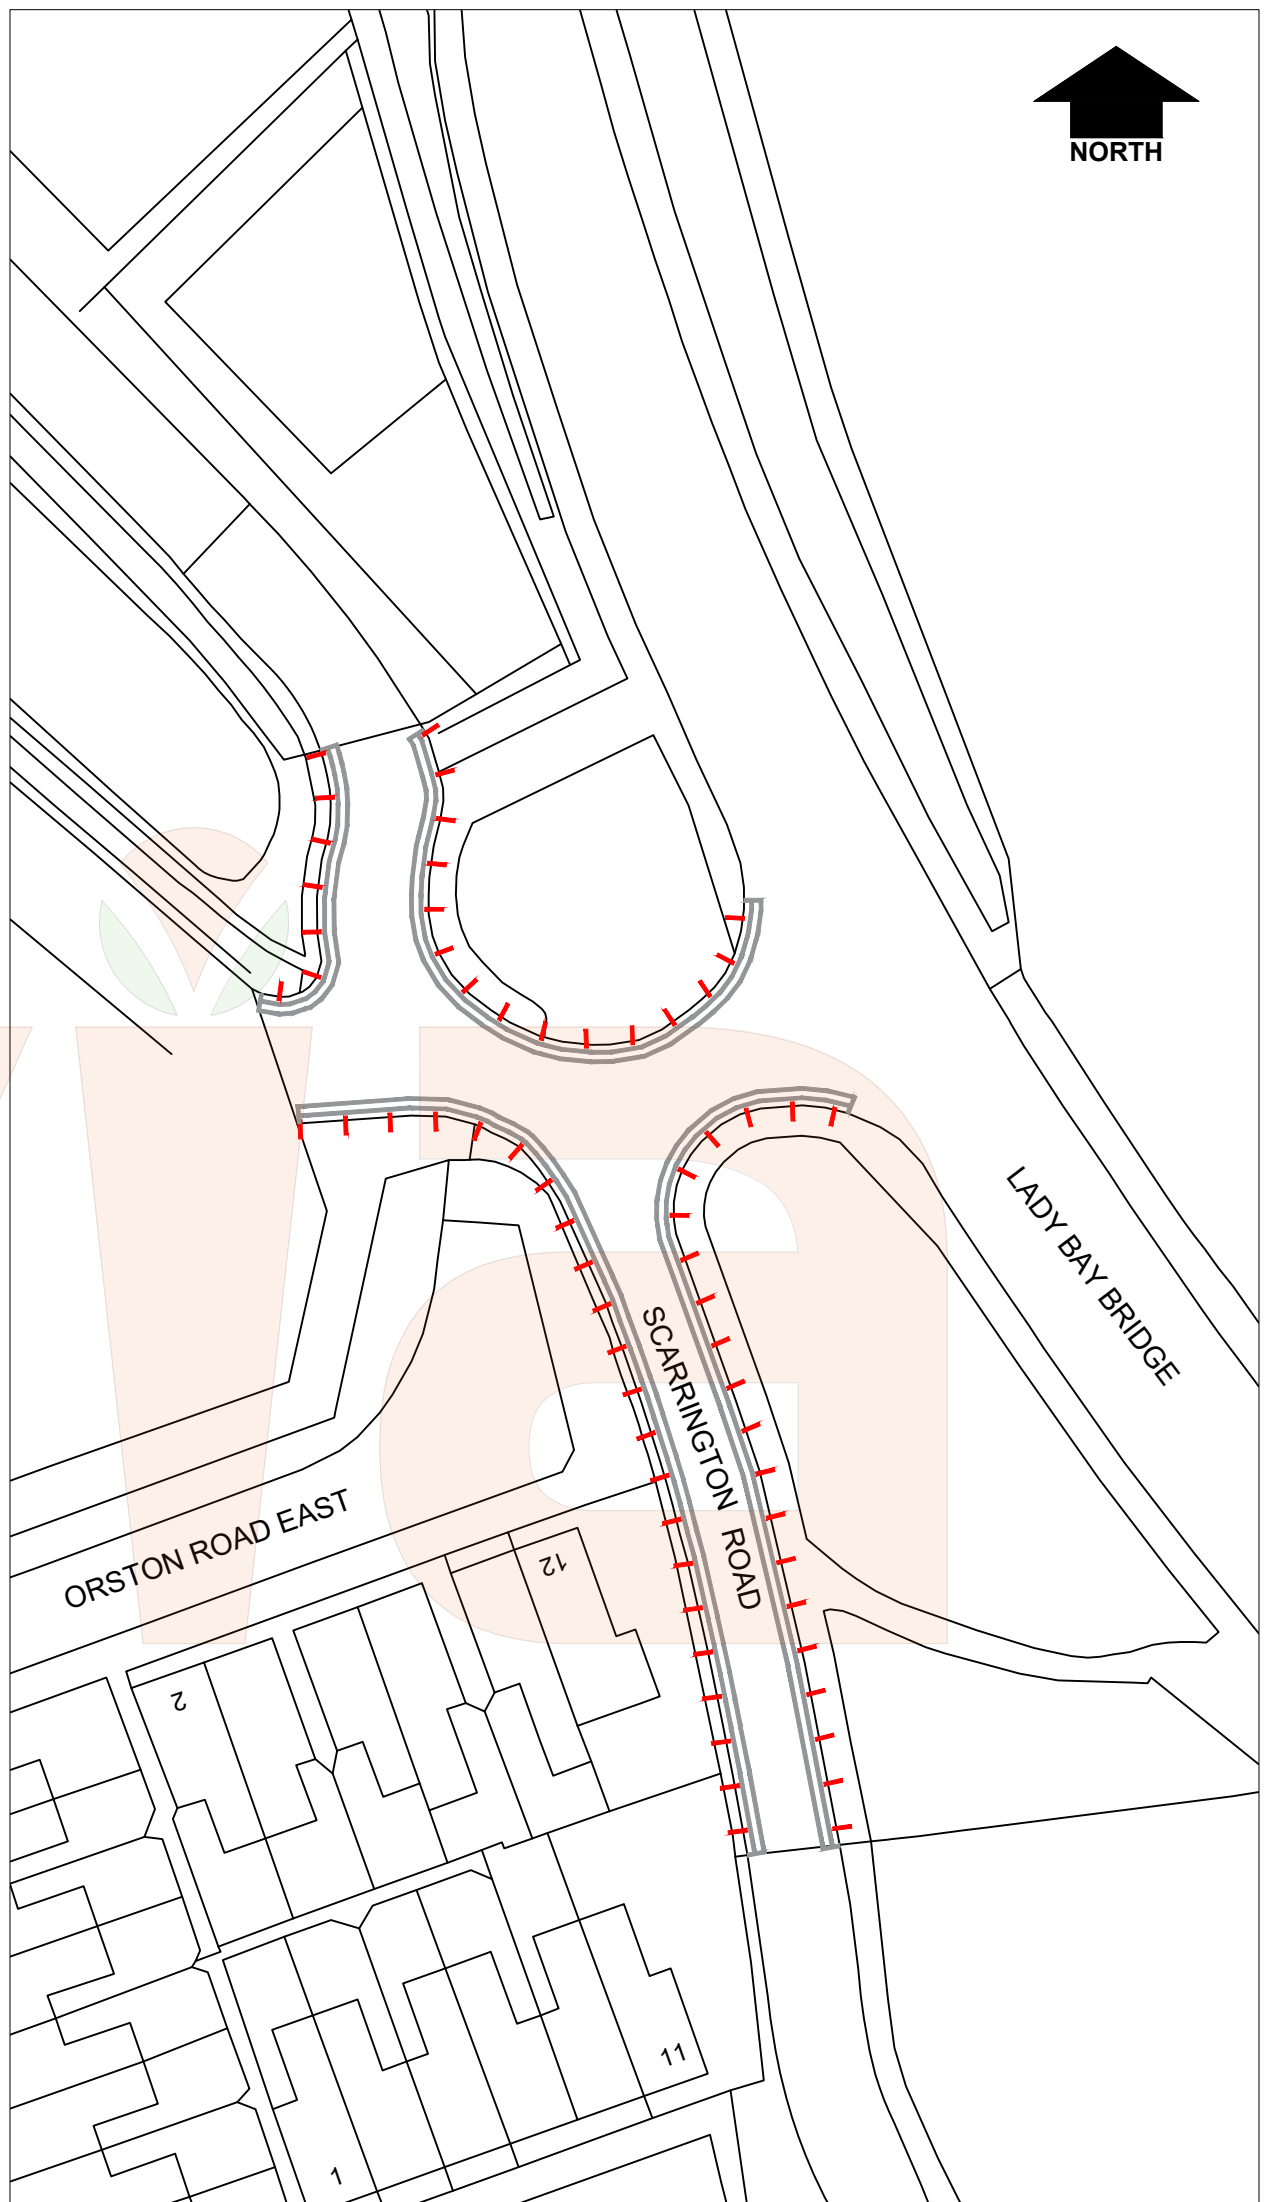 NORTH
LADY BAY BRIDGE
SCARRINGTON ROAD
ORSTON ROAD EAST
12
2
11
1